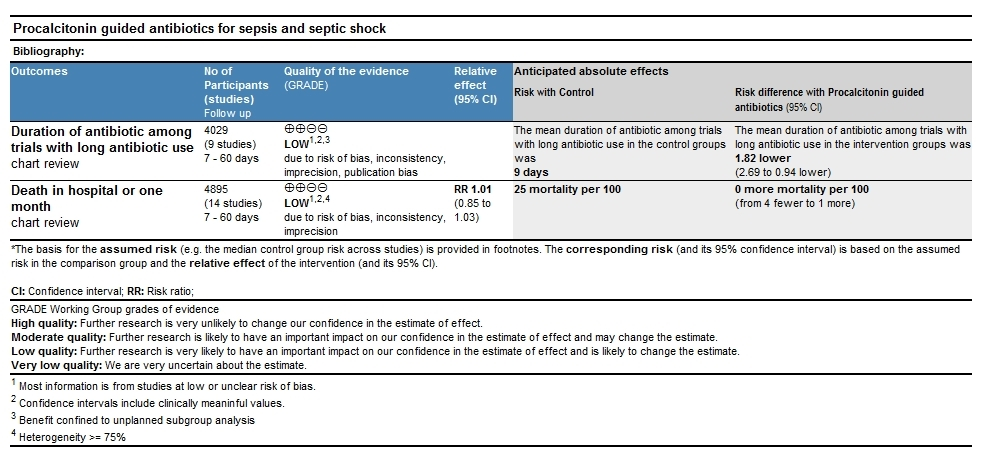 Procalcitonin guided antibiotics for sepsis and septic shock
Bibliography:
Outcomes
No of
Participants
(studies)
Follow up
Quality of the evidence
(GRADE)
Relative
effect
(95% CI)
Anticipated absolute effects
Risk with Control
Risk difference with Procalcitonin guided
antibiotics (95% CI)
Duration of antibiotic among
trials with long antibiotic use
chart review
4029
(9 studies)
7 - 60 days
⊕⊕⊝⊝
LOW1,2,3
due to risk of bias, inconsistency,
imprecision, publication bias
The mean duration of antibiotic among trials
with long antibiotic use in the control groups
was
9 days
The mean duration of antibiotic among trials with
long antibiotic use in the intervention groups was
1.82 lower
(2.69 to 0.94 lower)
Death in hospital or one
month
chart review
4895
(14 studies)
7 - 60 days
⊕⊕⊝⊝
LOW1,2,4
due to risk of bias, inconsistency,
imprecision
RR 1.01
(0.85 to
1.03)
25 mortality per 100
0 more mortality per 100
(from 4 fewer to 1 more)
*The basis for the assumed risk (e.g. the median control group risk across studies) is provided in footnotes. The corresponding risk (and its 95% confidence interval) is based on the assumed
risk in the comparison group and the relative effect of the intervention (and its 95% CI).
CI: Confidence interval; RR: Risk ratio;
GRADE Working Group grades of evidence
High quality: Further research is very unlikely to change our confidence in the estimate of effect.
Moderate quality: Further research is likely to have an important impact on our confidence in the estimate of effect and may change the estimate.
Low quality: Further research is very likely to have an important impact on our confidence in the estimate of effect and is likely to change the estimate.
Very low quality: We are very uncertain about the estimate.
1 Most information is from studies at low or unclear risk of bias.
2 Confidence intervals include clinically meaninful values.
3 Benefit confined to unplanned subgroup analysis
4 Heterogeneity >= 75%